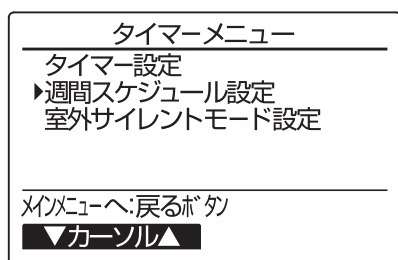 タイマーメニュー
タイマー設定
▶週間スケジュール設定
室外サイレントモード設定
メインメニューへ:戻るボタン
▼カーソル▲